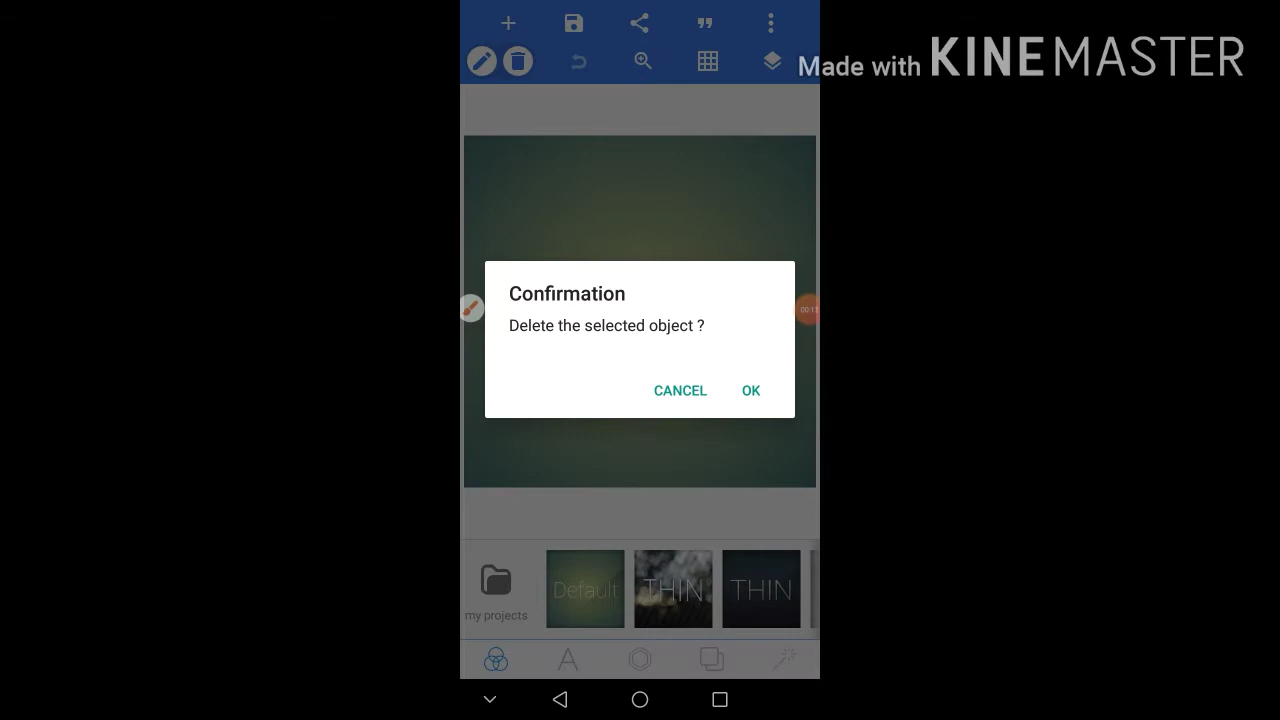 Made with KINEMASTER
Confirmation
Delete the selected object ?
CANCEL OK
my projects
Default
THIN
THIN